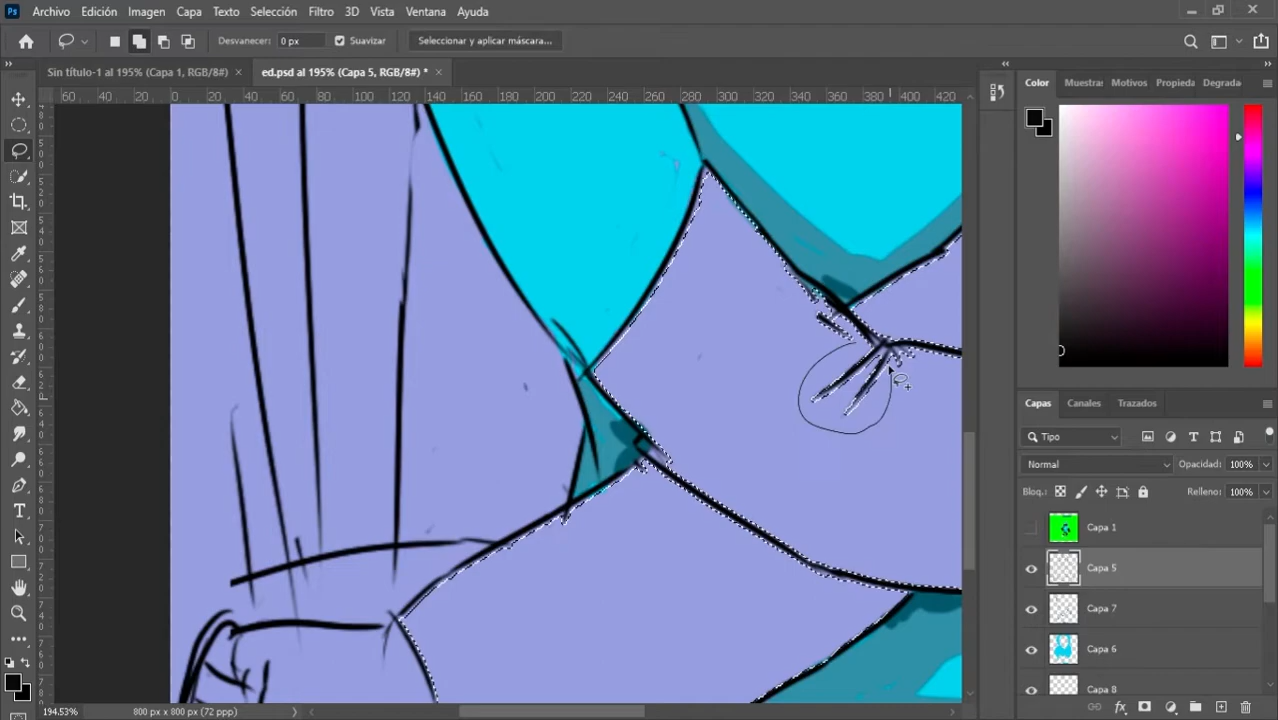 Ps Archivo Edición Imagen Capa Texto Selección Filtro 3D Vista Ventana Ayuda
Desvanecer: 0 px Suavizar Seleccionar y aplicar máscara...
Sin título-1 al 195% (Capa 1, RGB/8#) × ed.psd al 195% (Capa 5, RGB/8#) * ×
60 40 20 0 20 40 60 80 100 120 140 160 180 200 220 240 260 280 300 320 340 360 380 400 420
Color Muestras Motivos Propieda Degrada
Capas Canales Trazados
Tipo
Normal Opacidad: 100%
Bloq.: Relleno: 100%
Capa 1
Capa 5
Capa 7
Capa 6
Capa 8
194.53% 800 px x 800 px (72 ppp)